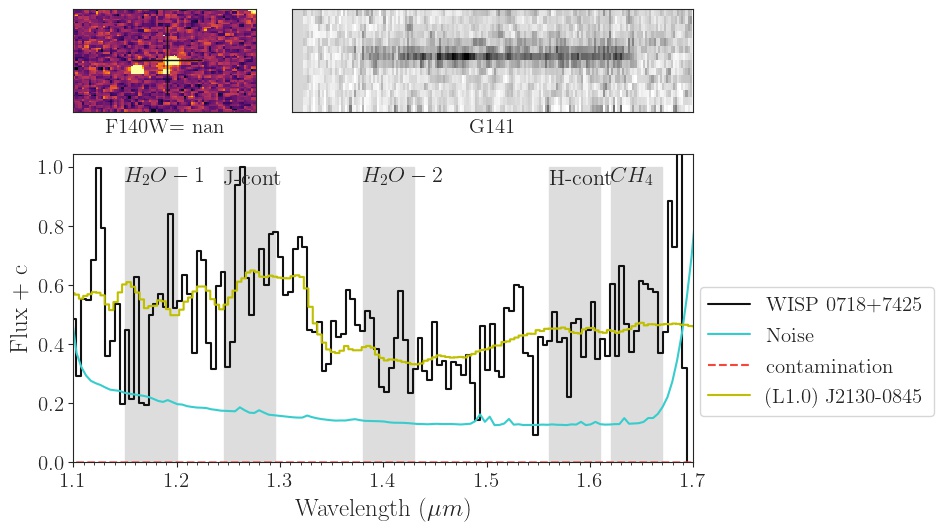 F140W= nan
G141
H₂O − 1
J-cont
H₂O − 2
H-cont
CH₄
1.0
0.8
0.6
0.4
0.2
0.0
Flux + c
1.1
1.2
1.3
1.4
1.5
1.6
1.7
Wavelength (μm)
WISP 0718+7425
Noise
contamination
(L1.0) J2130-0845